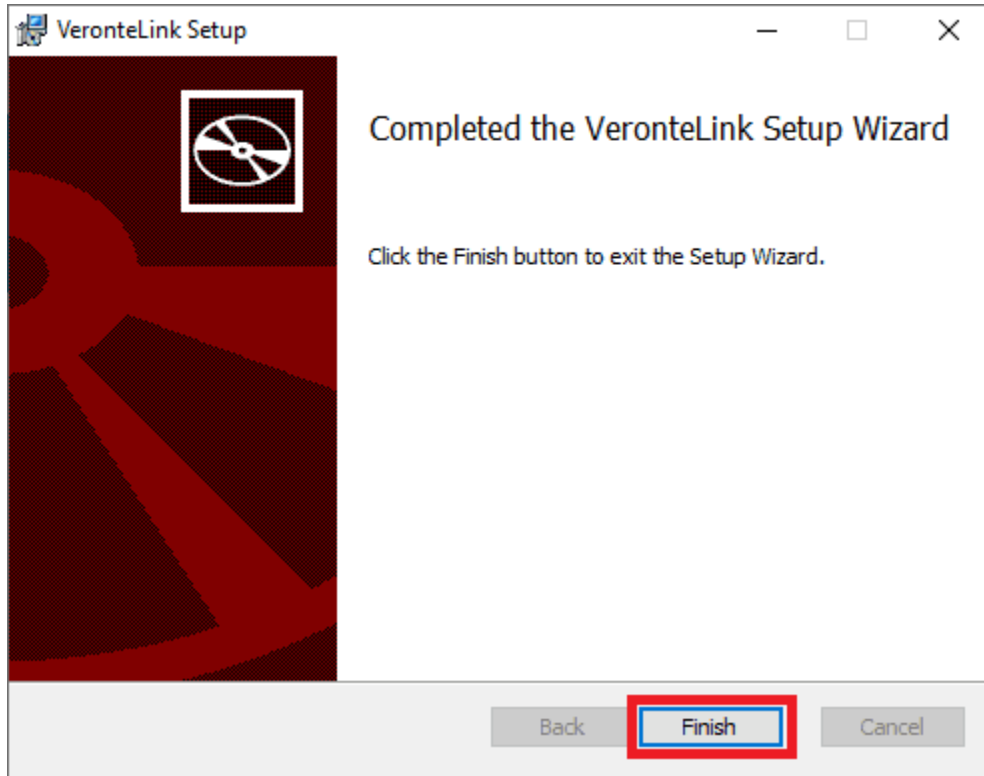 VeronteLink Setup
Completed the VeronteLink Setup Wizard
Click the Finish button to exit the Setup Wizard.
Back Finish Cancel